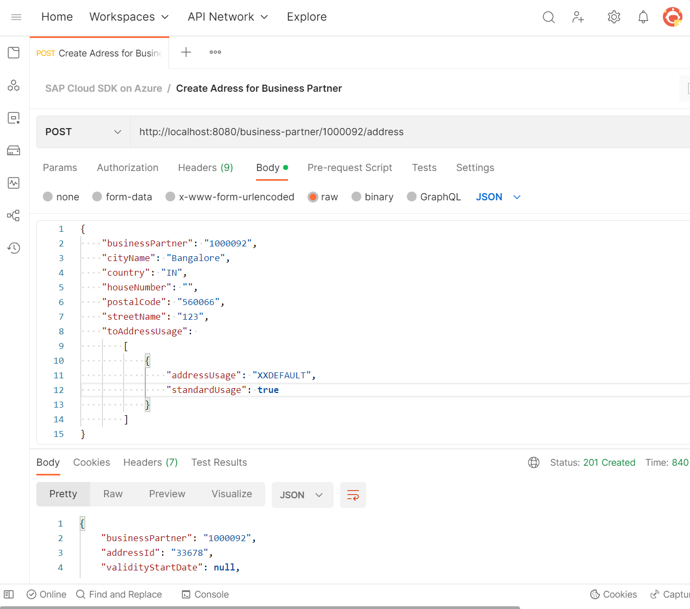 Home Workspaces API Network Explore
POST Create Adress for Busin
SAP Cloud SDK on Azure / Create Adress for Business Partner
POST http://localhost:8080/business-partner/1000092/address
Params Authorization Headers (9) Body Pre-request Script Tests Settings
none form-data x-www-form-urlencoded raw binary GraphQL JSON
1 {
2 "businessPartner": "1000092",
3 "cityName": "Bangalore",
4 "country": "IN",
5 "houseNumber": "",
6 "postalCode": "560066",
7 "streetName": "123",
8 "toAddressUsage":
9 [
10 {
11 "addressUsage": "XXDEFAULT",
12 "standardUsage": true
13 }
14 ]
15 }
Body Cookies Headers (7) Test Results Status: 201 Created Time: 840
Pretty Raw Preview Visualize JSON
1 {
2 "businessPartner": "1000092",
3 "addressId": "33678",
4 "validityStartDate": null,
Online Find and Replace Console Cookies Captu